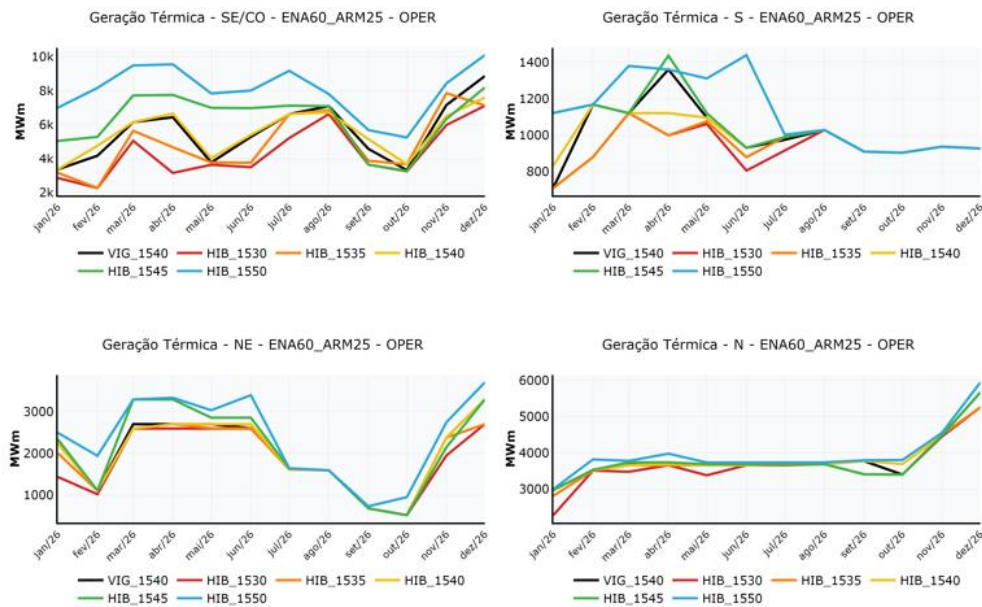 Geração Térmica - SE/CO - ENA60_ARM25 - OPER
10k
8k
6k
4k
2k
MWm
jan/26
fev/26
mar/26
abr/26
mai/26
jun/26
jul/26
ago/26
set/26
out/26
nov/26
dez/26
VIG_1540 HIB_1530 HIB_1535 HIB_1540
HIB_1545 HIB_1550
Geração Térmica - S - ENA60_ARM25 - OPER
1400
1200
1000
800
MWm
jan/26
fev/26
mar/26
abr/26
mai/26
jun/26
jul/26
ago/26
set/26
out/26
nov/26
dez/26
VIG_1540 HIB_1530 HIB_1535 HIB_1540
HIB_1545 HIB_1550
Geração Térmica - NE - ENA60_ARM25 - OPER
3000
2000
1000
MWm
jan/26
fev/26
mar/26
abr/26
mai/26
jun/26
jul/26
ago/26
set/26
out/26
nov/26
dez/26
VIG_1540 HIB_1530 HIB_1535 HIB_1540
HIB_1545 HIB_1550
Geração Térmica - N - ENA60_ARM25 - OPER
6000
5000
4000
3000
MWm
jan/26
fev/26
mar/26
abr/26
mai/26
jun/26
jul/26
ago/26
set/26
out/26
nov/26
dez/26
VIG_1540 HIB_1530 HIB_1535 HIB_1540
HIB_1545 HIB_1550